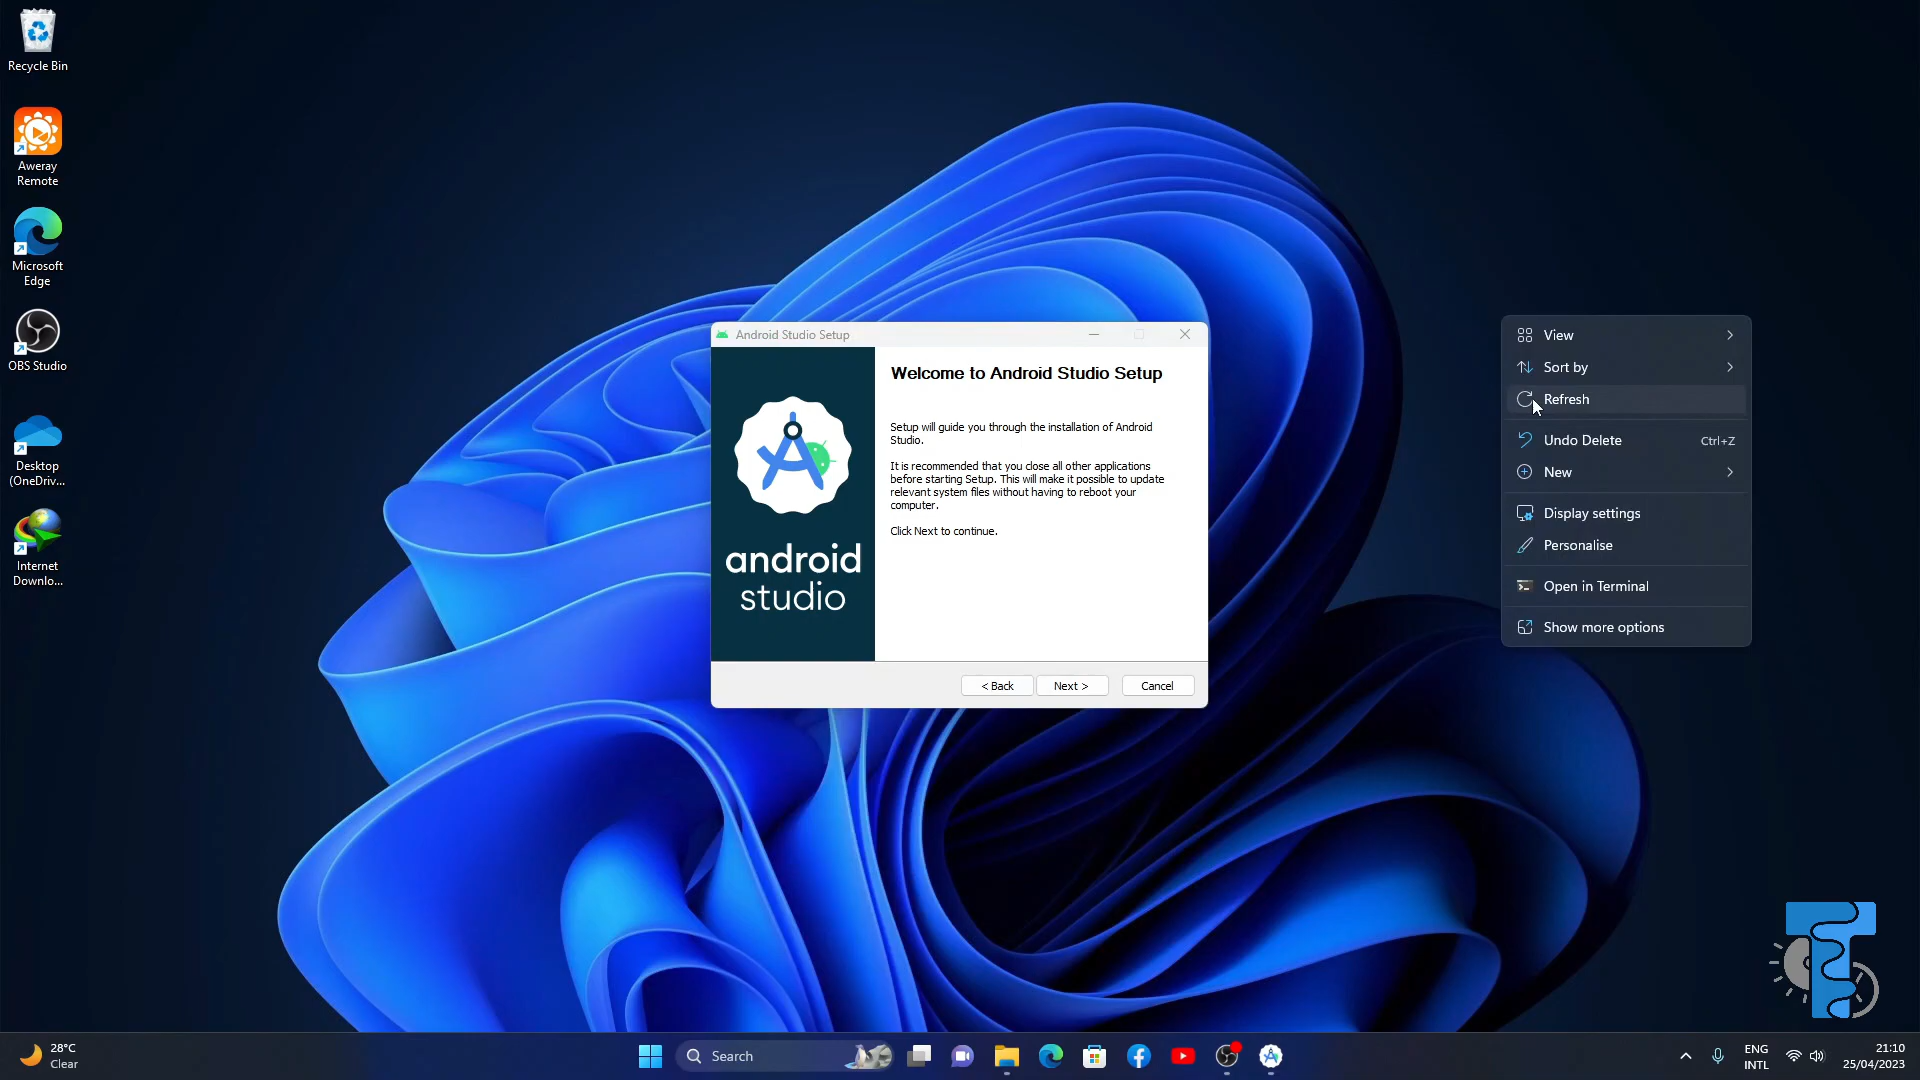 Recycle Bin
Aweray
Remote
Microsoft
Edge
OBS Studio
Desktop
(OneDriv...
Internet
Downlo...
Android Studio Setup
Welcome to Android Studio Setup
Setup will guide you through the installation of Android
Studio.
It is recommended that you close all other applications
before starting Setup. This will make it possible to update
relevant system files without having to reboot your
computer.
Click Next to continue.
android
studio
< Back
Next >
Cancel
View
Sort by
Refresh
Undo Delete Ctrl+Z
New
Display settings
Personalise
Open in Terminal
Show more options
28°C
Clear
Search
ENG
INTL
21:10
25/04/2023